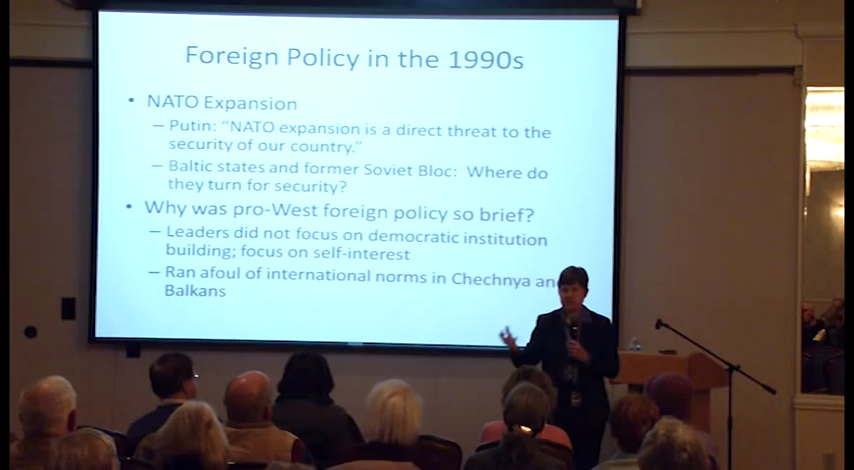 Foreign Policy in the 1990s
• NATO Expansion
– Putin: “NATO expansion is a direct threat to the
security of our country.”
– Baltic states and former Soviet Bloc: Where do
they turn for security?
• Why was pro-West foreign policy so brief?
– Leaders did not focus on democratic institution
building; focus on self-interest
– Ran afoul of international norms in Chechnya an
Balkans